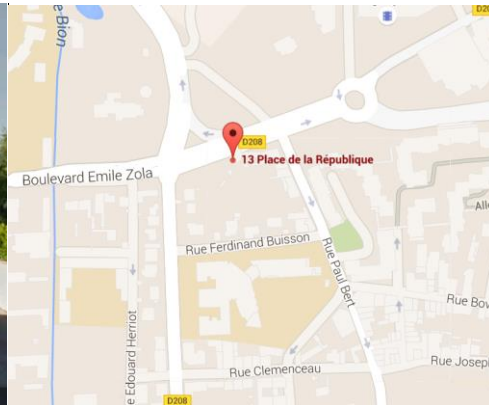 Bion
D208
13 Place de la République
Boulevard Emile Zola
Rue Ferdinand Buisson
Rue Paul Bert
Rue Clemenceau
Edouard Herriot
D208